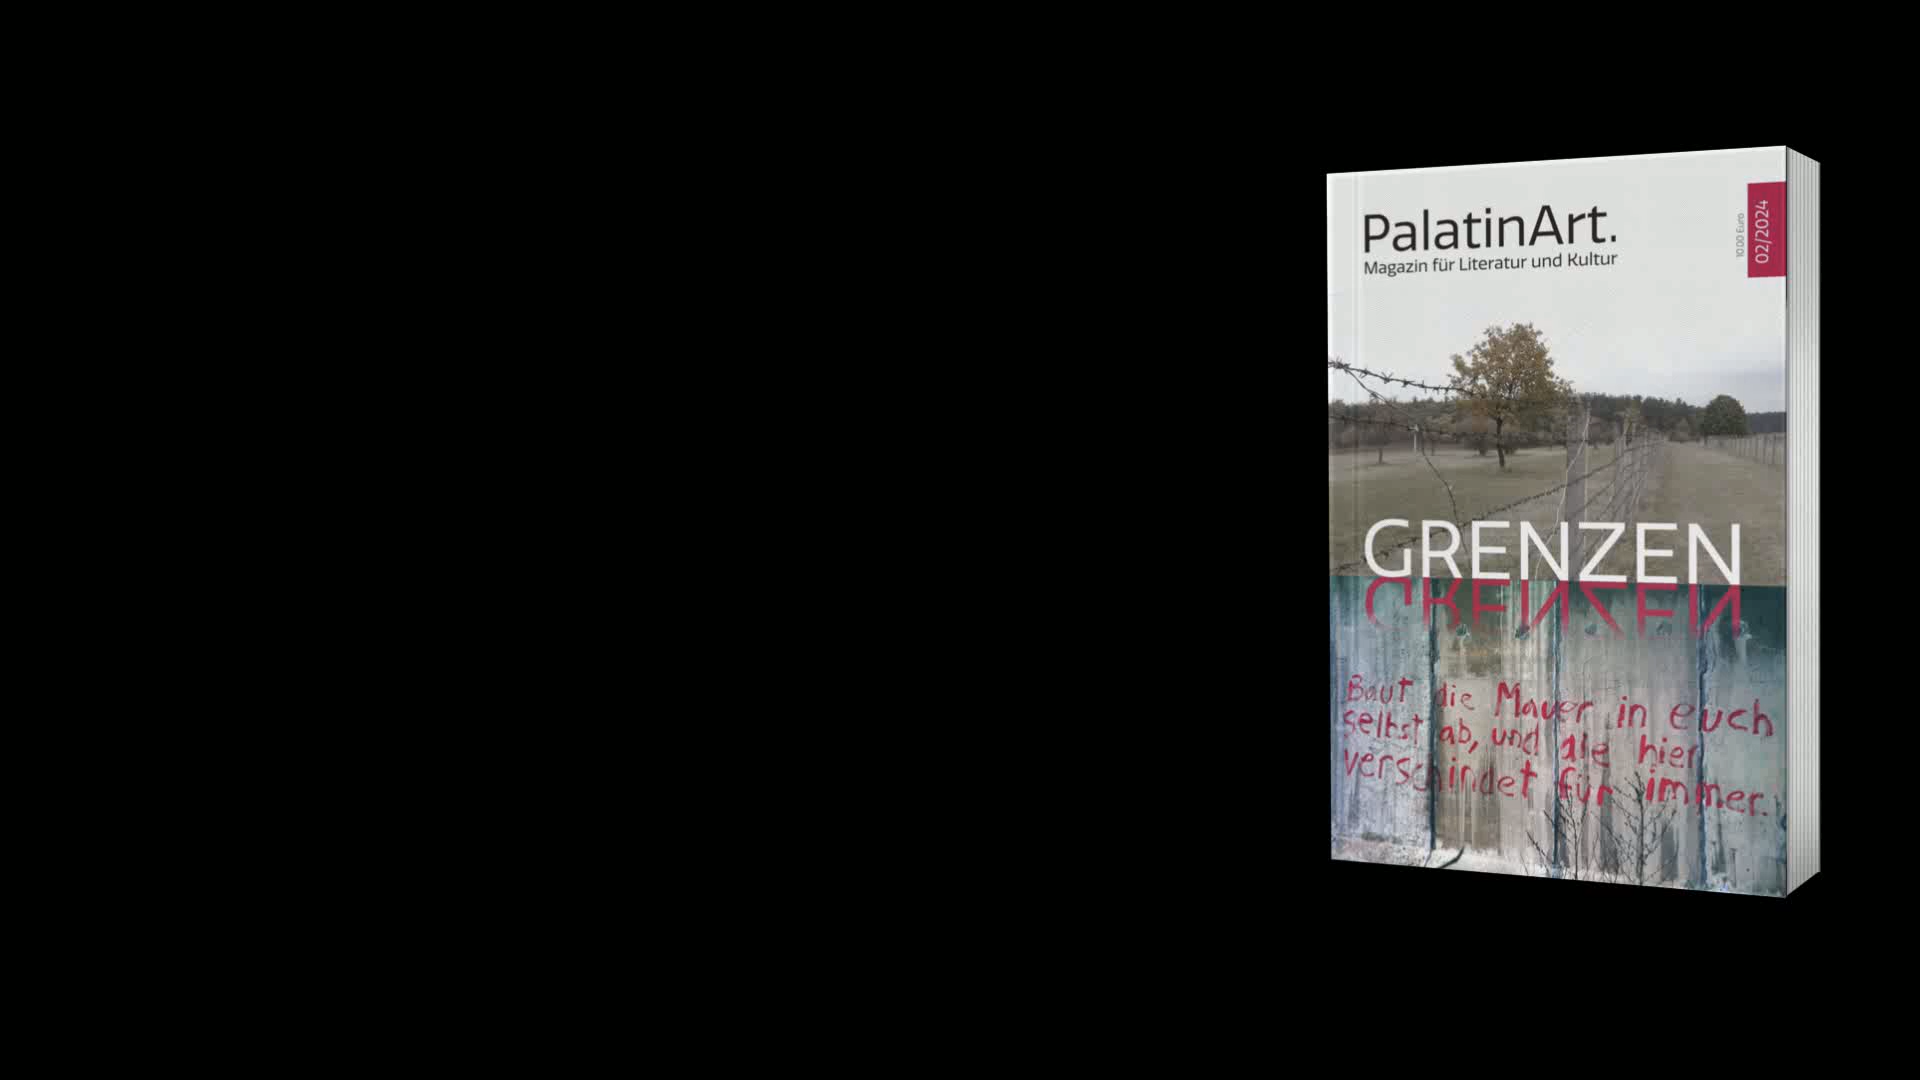 PalatinArt.
Magazin für Literatur und Kultur
10.00 Euro
02/2024
GRENZEN
GRENZEN
Baut die Mauer in euch
selbst ab, und die hier
verschindet für immer.